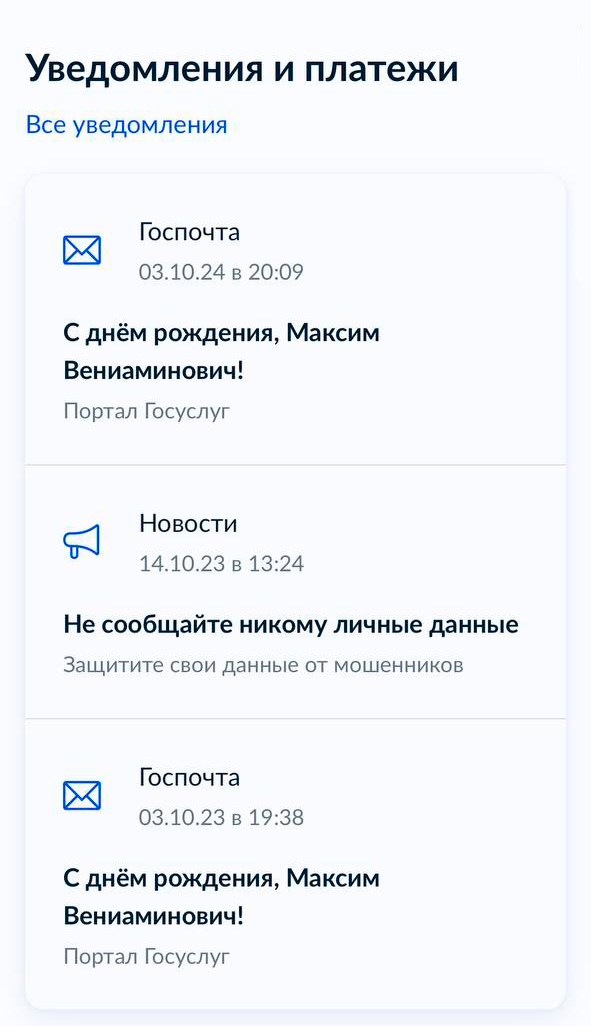 Уведомления и платежи
Все уведомления
Госпочта
03.10.24 в 20:09
С днём рождения, Максим
Вениаминович!
Портал Госуслуг
Новости
14.10.23 в 13:24
Не сообщайте никому личные данные
Защитите свои данные от мошенников
Госпочта
03.10.23 в 19:38
С днём рождения, Максим
Вениаминович!
Портал Госуслуг